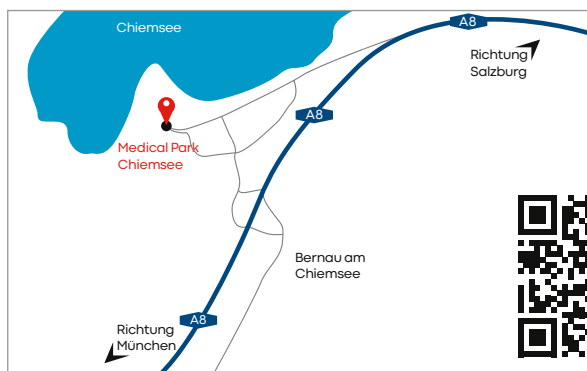 Chiemsee
A8
Richtung
Salzburg
A8
Medical Park
Chiemsee
Bernau am
Chiemsee
A8
Richtung
München